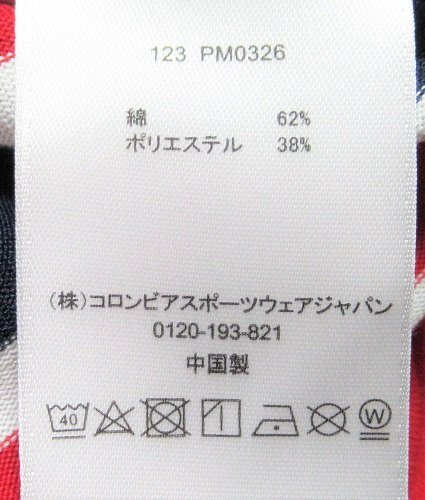 123 PM0326
綿 62%
ポリエステル 38%
(株)コロンビアスポーツウェアジャパン
0120-193-821
中国製
40 W